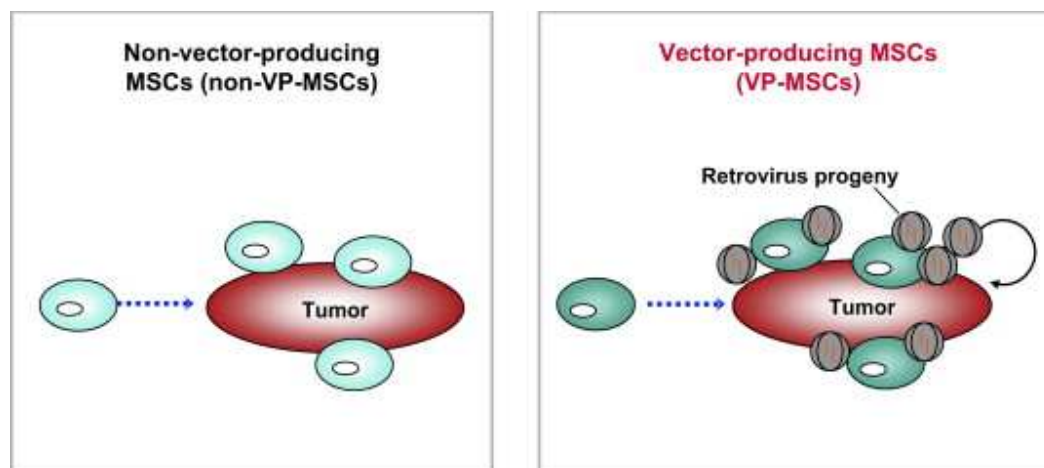 Non-vector-producing
MSCs (non-VP-MSCs)
Tumor
Vector-producing MSCs
(VP-MSCs)
Retrovirus progeny
Tumor